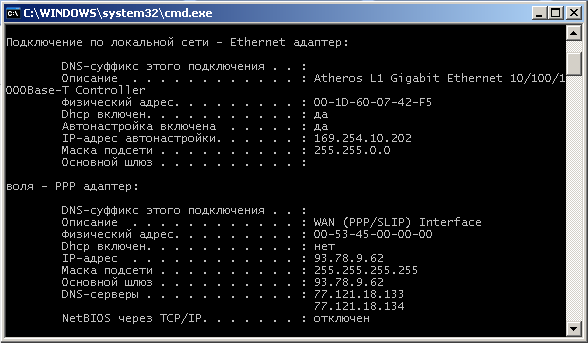 C:\WINDOWS\system32\cmd.exe
Подключение по локальной сети - Ethernet адаптер:
DNS-суффикс этого подключения . . :
Описание . . . . . . . . . . . . : Atheros L1 Gigabit Ethernet 10/100/1
000Base-T Controller
Физический адрес. . . . . . . . . : 00-1D-60-07-42-F5
Dhcp включен. . . . . . . . . . . : да
Автонастройка включена . . . . . : да
IP-адрес автонастройки. . . . . . : 169.254.10.202
Маска подсети . . . . . . . . . . : 255.255.0.0
Основной шлюз . . . . . . . . . . :
воля - PPP адаптер:
DNS-суффикс этого подключения . . :
Описание . . . . . . . . . . . . : WAN (PPP/SLIP) Interface
Физический адрес. . . . . . . . . : 00-53-45-00-00-00
Dhcp включен. . . . . . . . . . . : нет
IP-адрес . . . . . . . . . . . . : 93.78.9.62
Маска подсети . . . . . . . . . . : 255.255.255.255
Основной шлюз . . . . . . . . . . : 93.78.9.62
DNS-серверы . . . . . . . . . . . : 77.121.18.133
77.121.18.134
NetBIOS через TCP/IP. . . . . . . : отключен